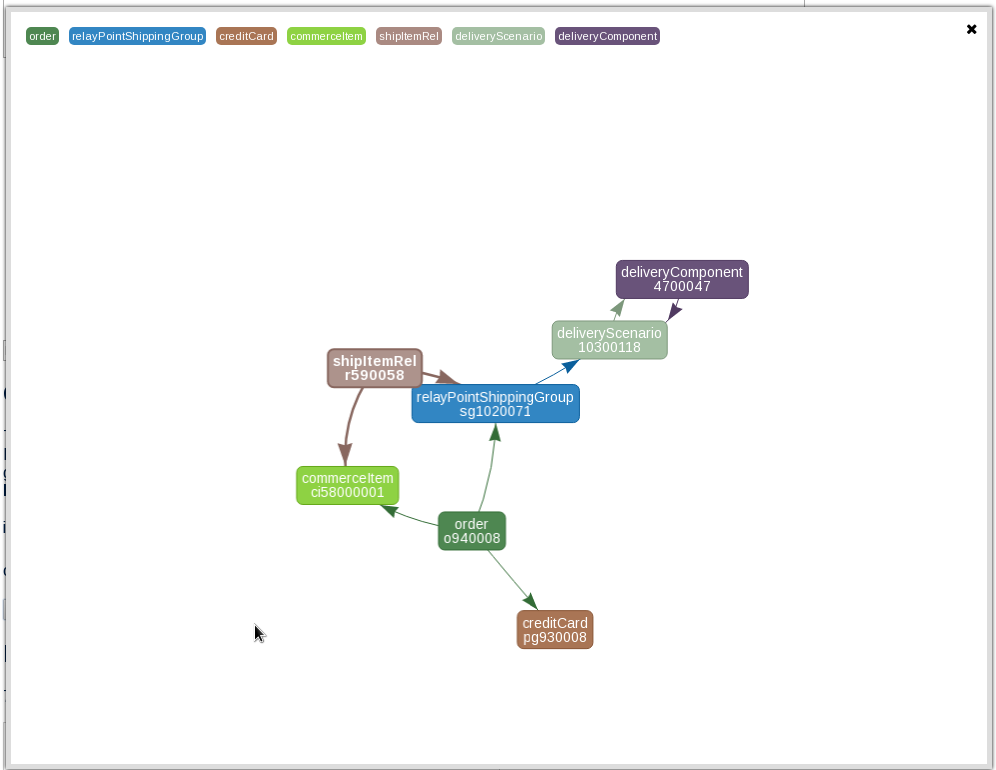 order relayPointShippingGroup creditCard commerceItem shipItemRel deliveryScenario deliveryComponent
deliveryComponent
4700047
deliveryScenario
10300118
shipItemRel
r590058
relayPointShippingGroup
sg1020071
commerceItem
ci58000001
order
o940008
creditCard
pg930008